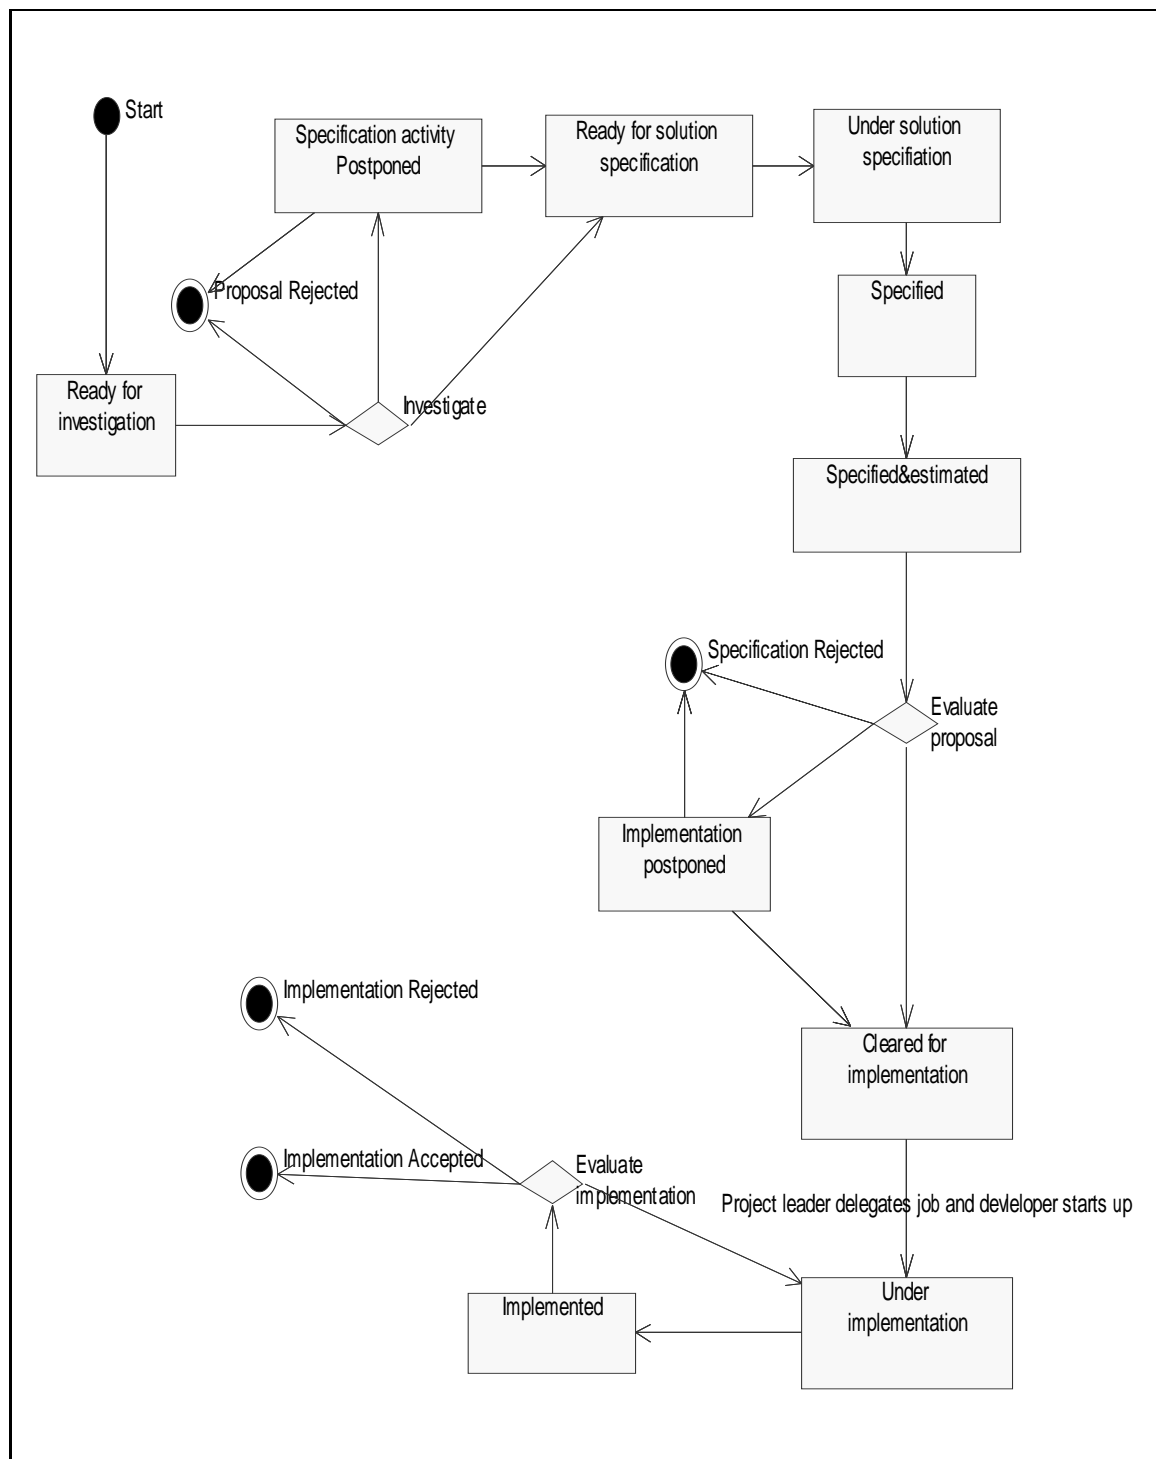 Start
Specification activity
Postponed
Ready for solution
specification
Under solution
specifiation
Proposal Rejected
Specified
Ready for
investigation
Investigate
Specified&estimated
Specification Rejected
Evaluate
proposal
Implementation
postponed
Implementation Rejected
Cleared for
implementation
Implementation Accepted
Evaluate
implementation
Project leader delegates job and devleloper starts up
Under
implementation
Implemented